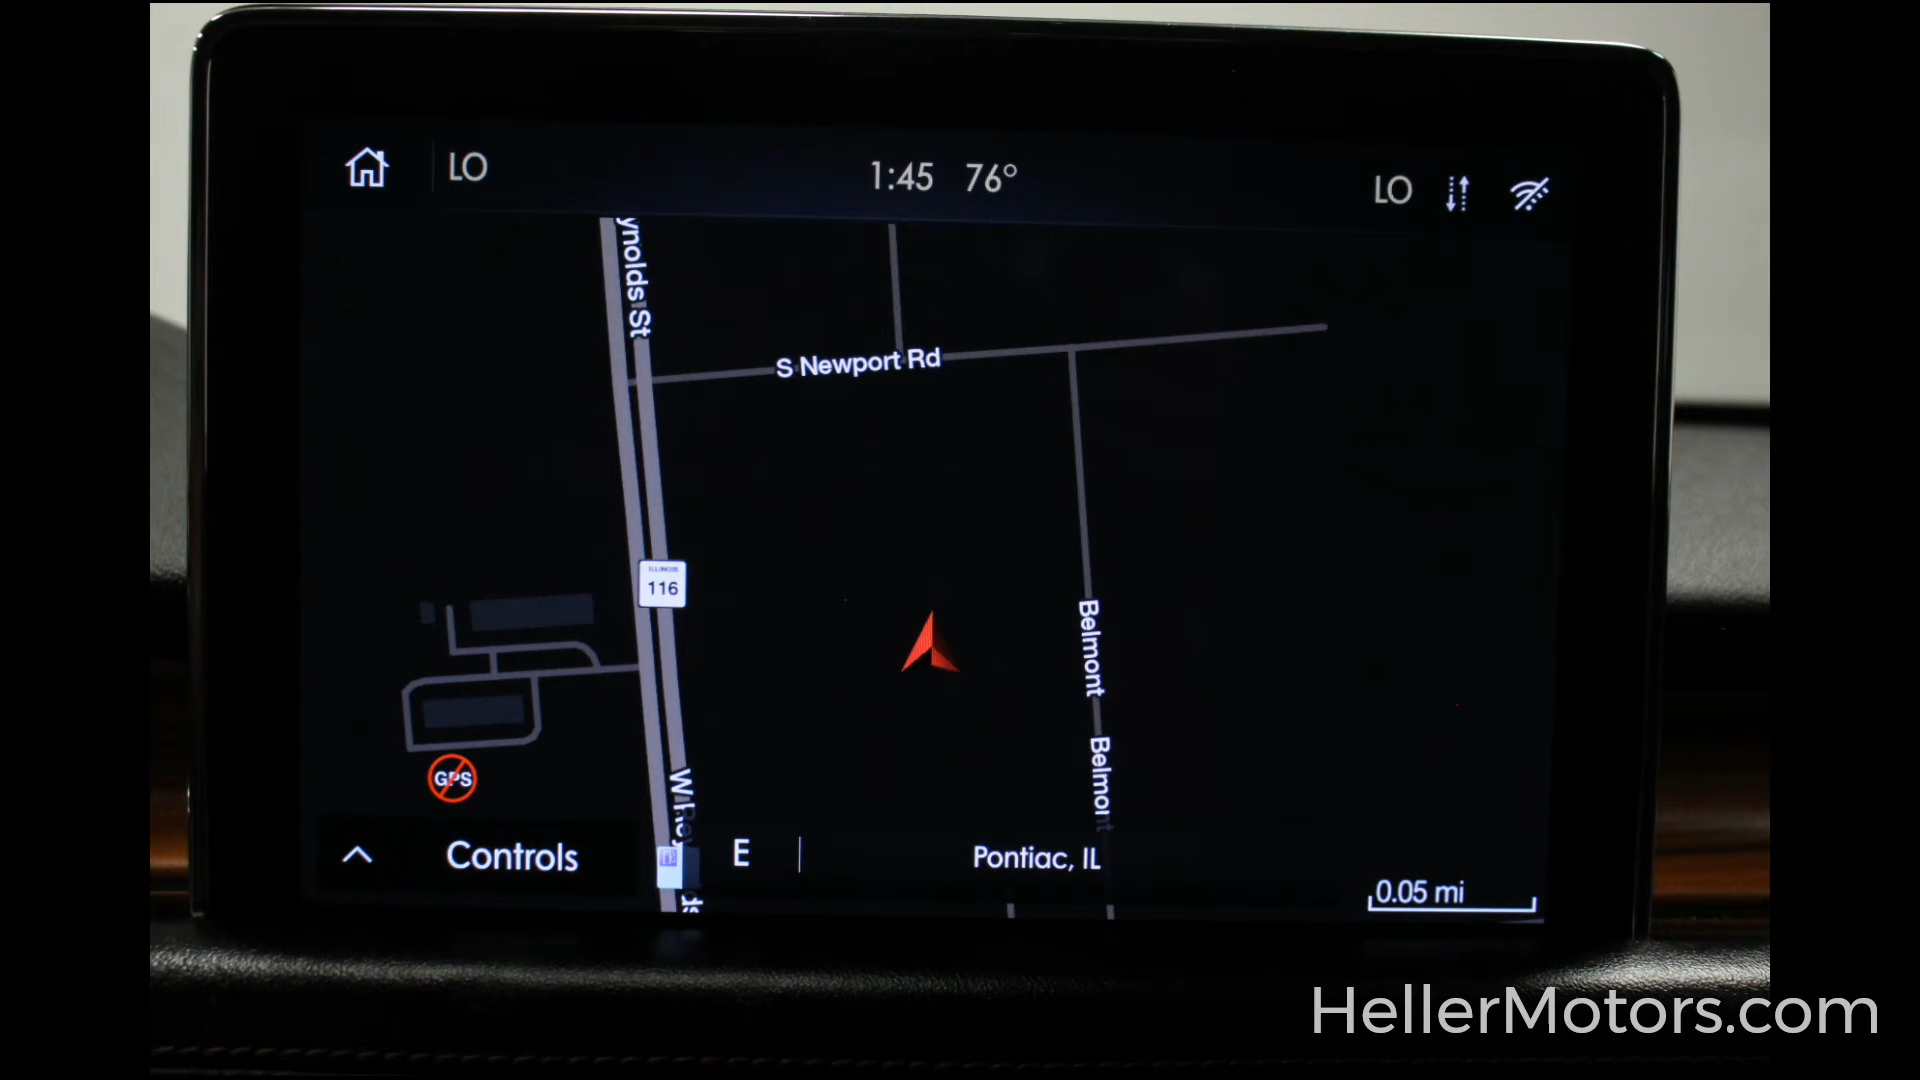 LO
1:45 76°
LO
ynolds St
S Newport Rd
ILLINOIS
116
Belmont
Belmont
GPS
Controls
E
Pontiac, IL
0.05 mi
HellerMotors.com